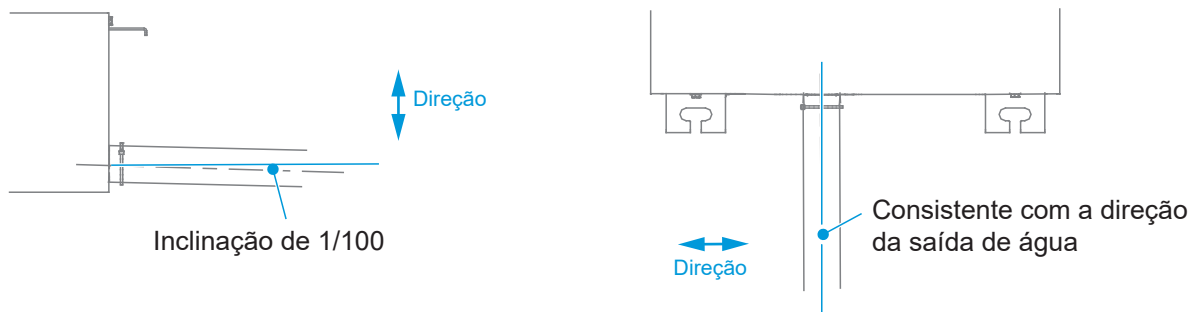 Direção
Inclinação de 1/100
Consistente com a direção
da saída de água
Direção